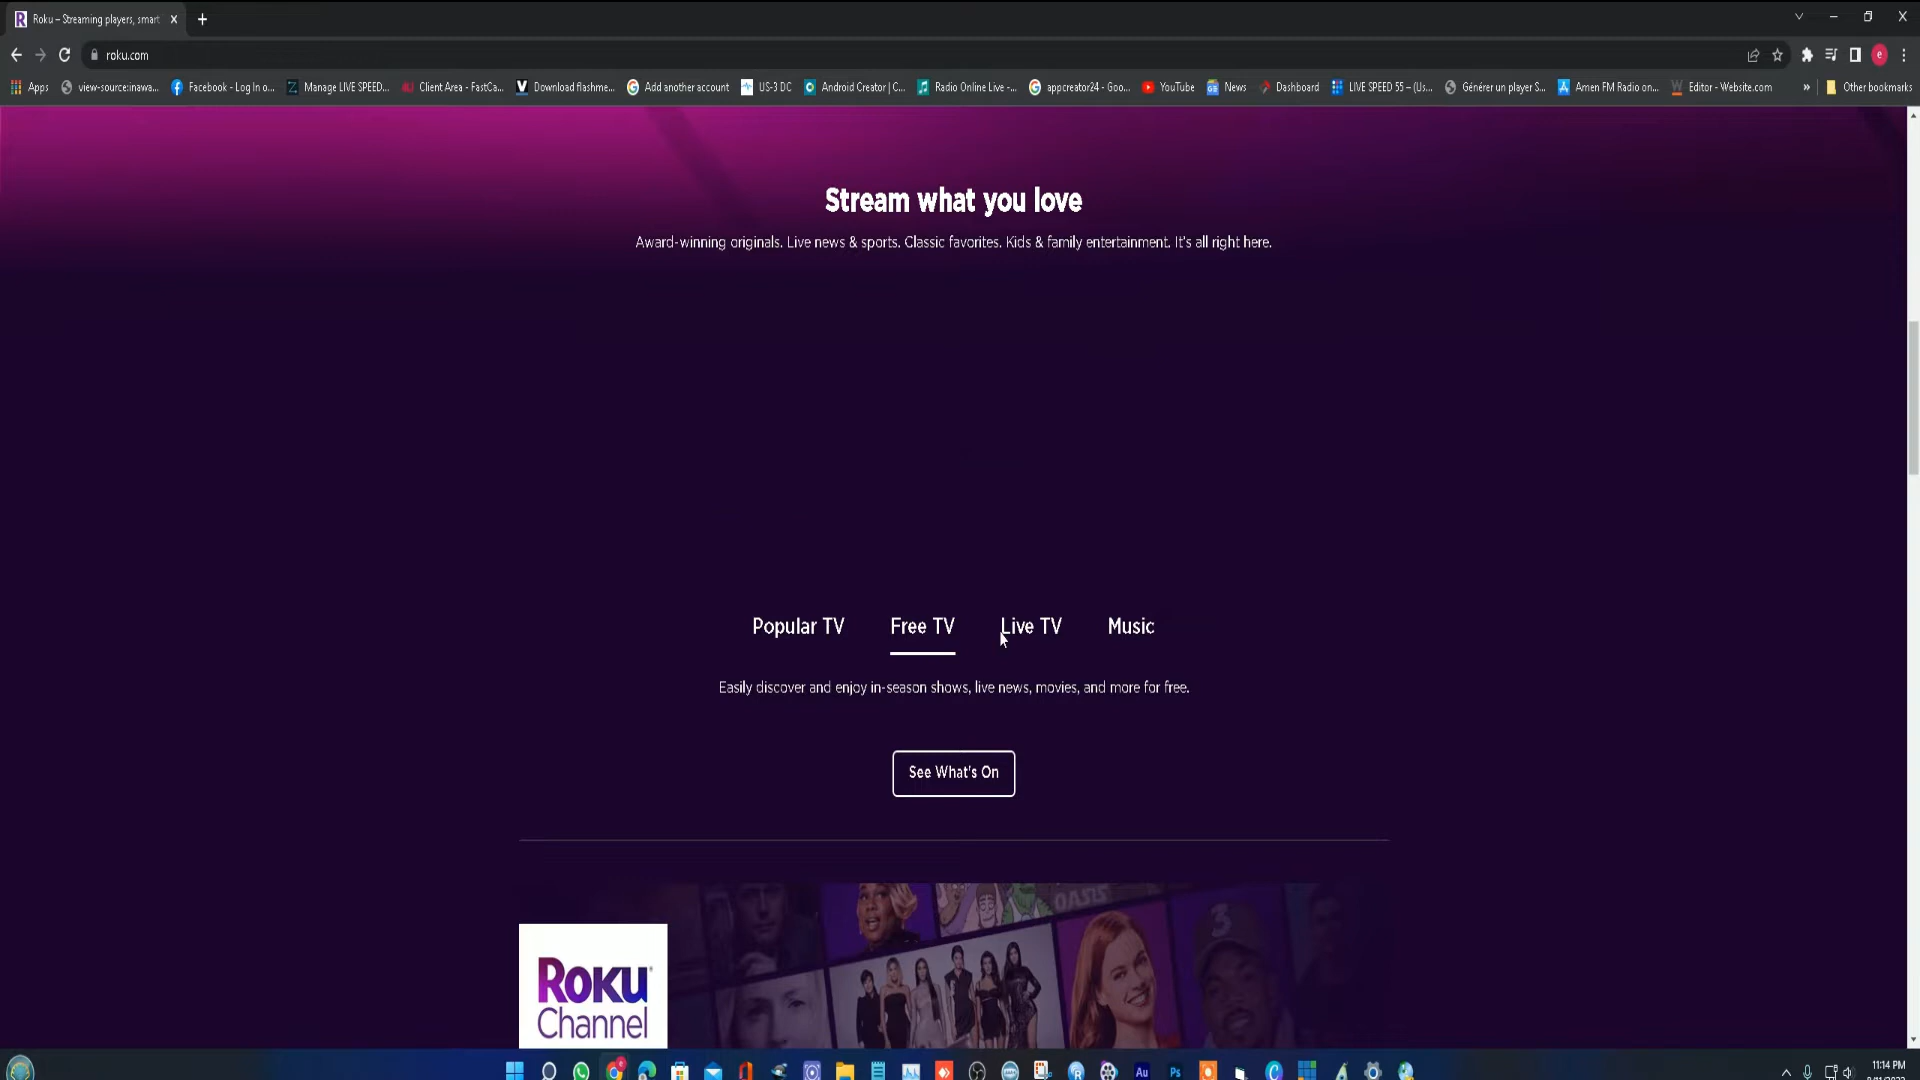 Roku – Streaming players, smart
roku.com
Apps
view-source:inawa...
Facebook - Log In o...
Manage LIVE SPEED...
Client Area - FastCa...
Download flashme...
Add another account
US-3 DC
Android Creator | C...
Radio Online Live -...
appcreator24 - Goo...
YouTube
News
Dashboard
LIVE SPEED 55 – (Us...
Générer un player S...
Amen FM Radio on...
Editor - Website.com
Other bookmarks
Stream what you love
Award-winning originals. Live news & sports. Classic favorites. Kids & family entertainment. It's all right here.
Popular TV Free TV Live TV Music
Easily discover and enjoy in-season shows, live news, movies, and more for free.
See What's On
OASIS
3
Roku
Channel
11:14 PM